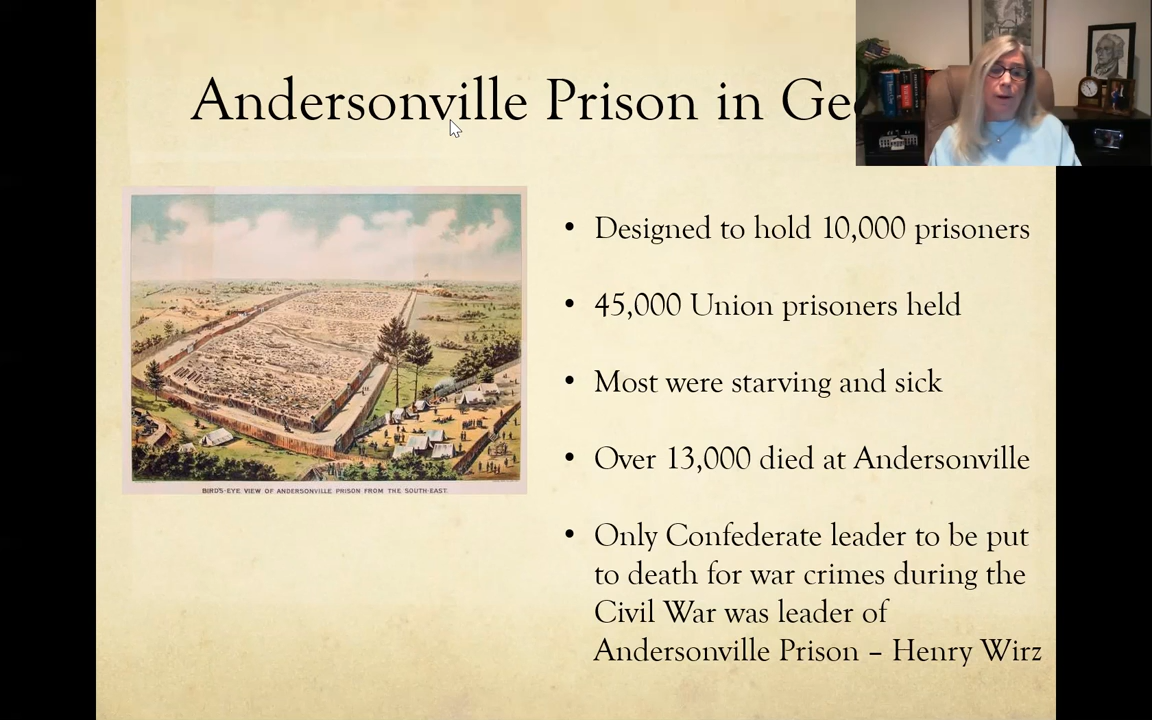 Andersonville Prison in Ge
• Designed to hold 10,000 prisoners
• 45,000 Union prisoners held
• Most were starving and sick
• Over 13,000 died at Andersonville
• Only Confederate leader to be put
to death for war crimes during the
Civil War was leader of
Andersonville Prison – Henry Wirz
BIRD'S-EYE VIEW OF ANDERSONVILLE PRISON FROM THE SOUTH-EAST.